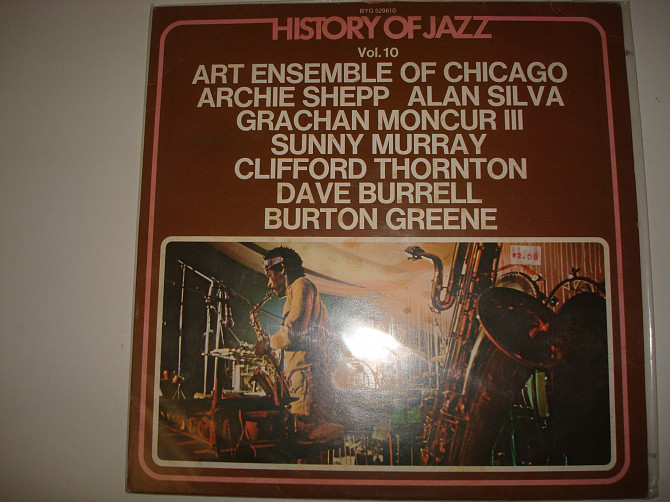 BYG 529610
HISTORY OF JAZZ
Vol.10
ART ENSEMBLE OF CHICAGO
ARCHIE SHEPP ALAN SILVA
GRACHAN MONCUR III
SUNNY MURRAY
CLIFFORD THORNTON
DAVE BURRELL
BURTON GREENE